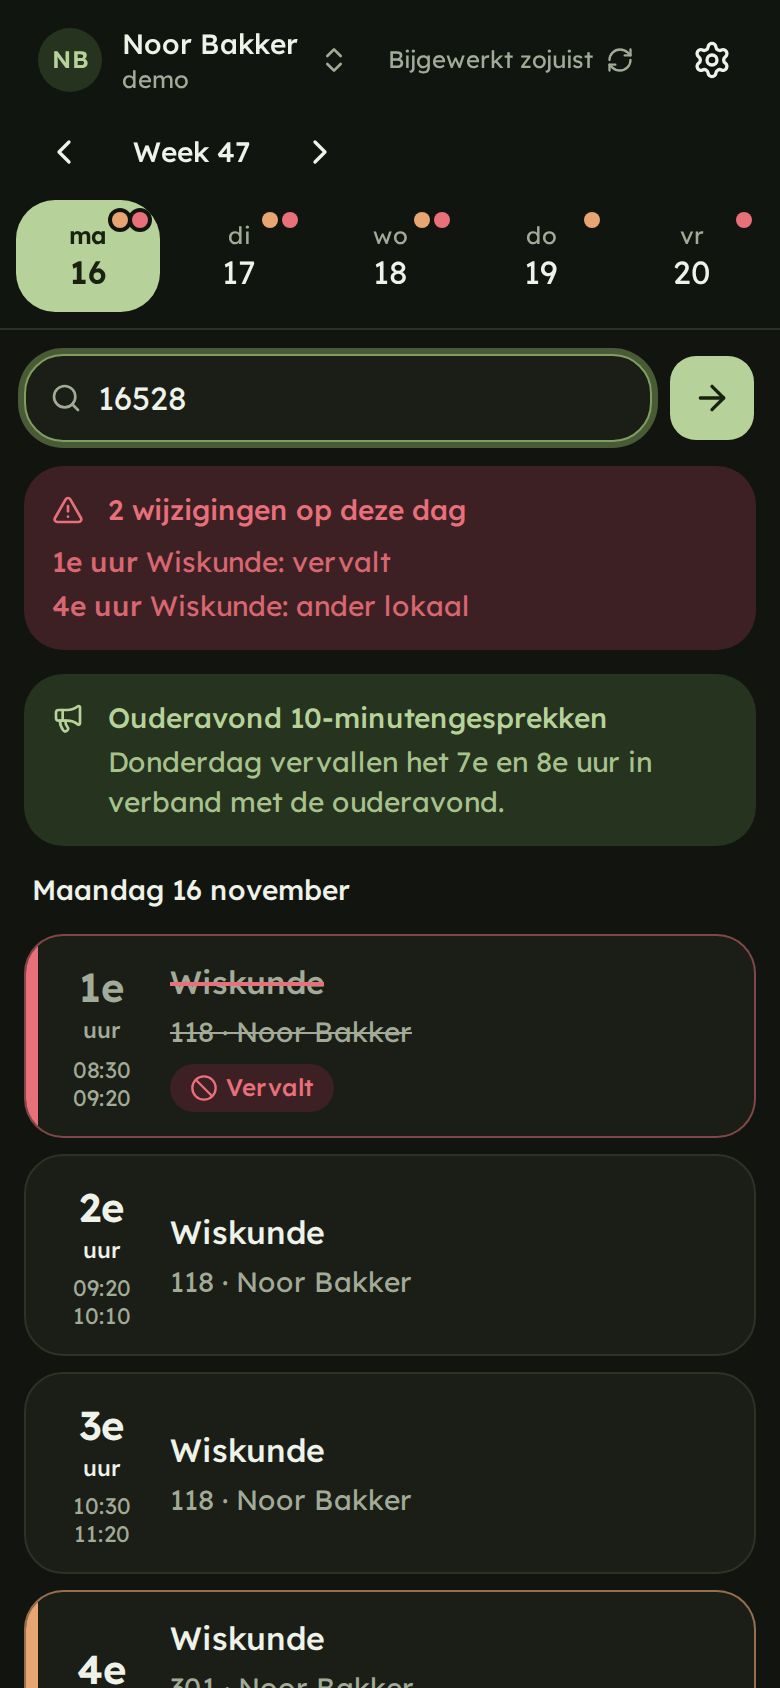 NB
Noor Bakker
demo
Bijgewerkt zojuist
Week 47
ma
16
di
17
wo
18
do
19
vr
20
16528
2 wijzigingen op deze dag
1e uur Wiskunde: vervalt
4e uur Wiskunde: ander lokaal
Ouderavond 10-minutengesprekken
Donderdag vervallen het 7e en 8e uur in
verband met de ouderavond.
Maandag 16 november
1e
uur
08:30
09:20
Wiskunde
118 · Noor Bakker
Vervalt
2e
uur
09:20
10:10
Wiskunde
118 · Noor Bakker
3e
uur
10:30
11:20
Wiskunde
118 · Noor Bakker
4e
Wiskunde
301 · Noor Bakker